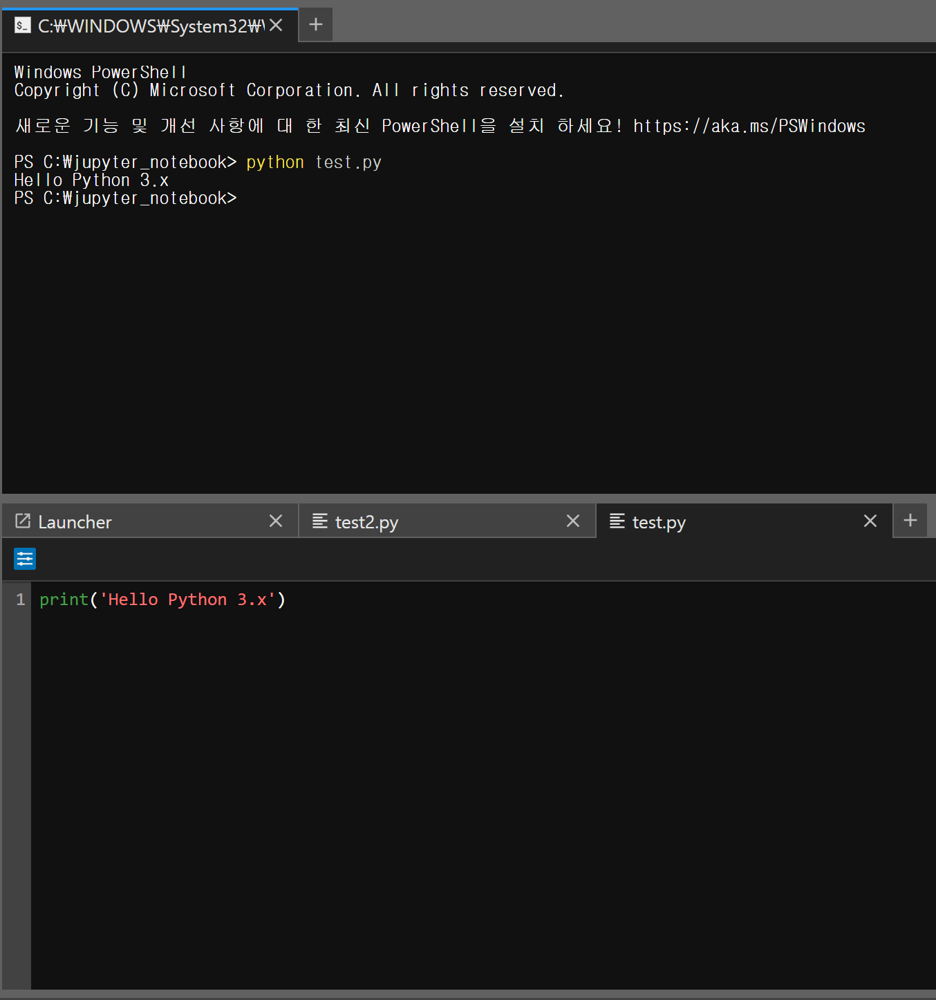 C:₩WINDOWS₩System32₩
Windows PowerShell
Copyright (C) Microsoft Corporation. All rights reserved.
새로운 기능 및 개선 사항에 대 한 최신 PowerShell을 설치 하세요! https://aka.ms/PSWindows
PS C:₩jupyter_notebook> python test.py
Hello Python 3.x
PS C:₩jupyter_notebook>
Launcher
test2.py
test.py
1 print('Hello Python 3.x')